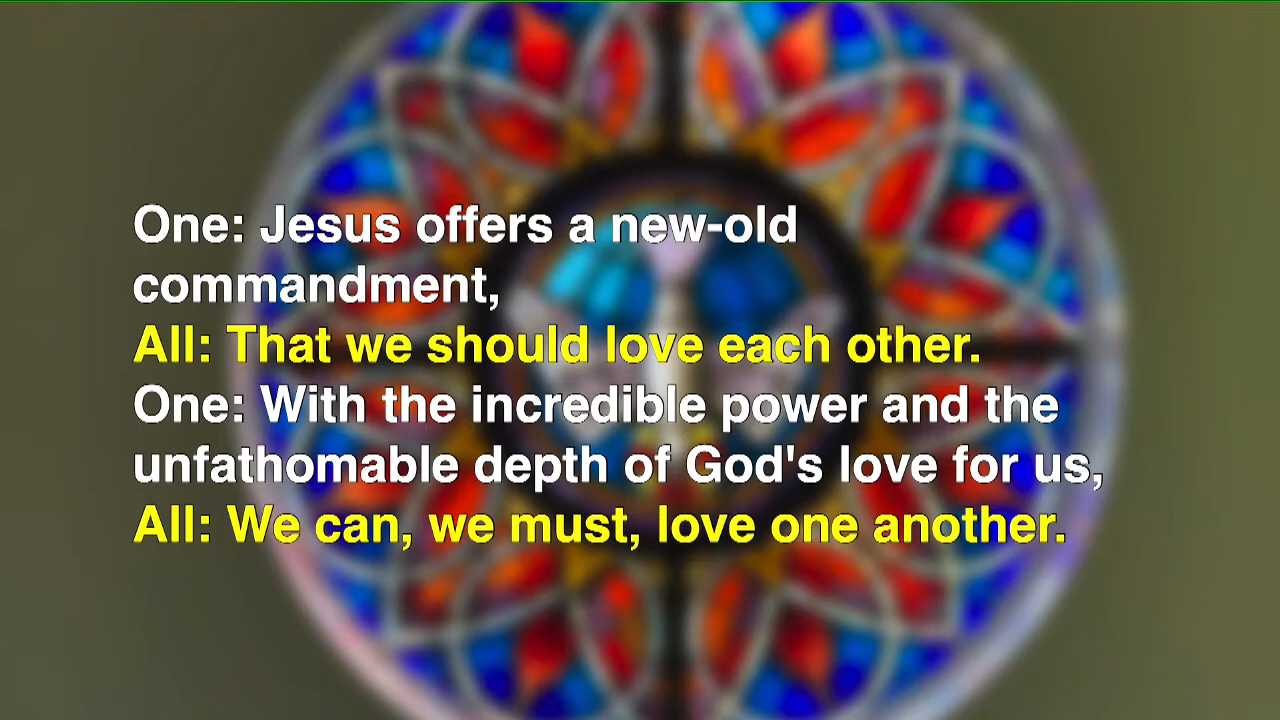 One: Jesus offers a new-old
commandment,
All: That we should love each other.
One: With the incredible power and the
unfathomable depth of God's love for us,
All: We can, we must, love one another.